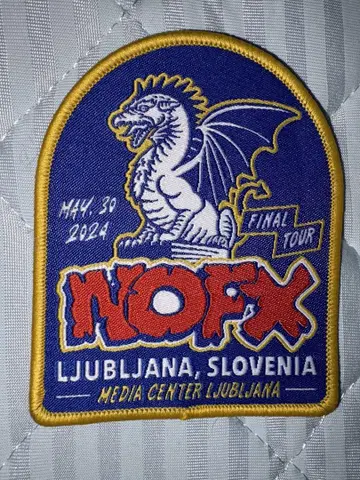 MAY. 30
2024
FINAL
TOUR
NOFX
LJUBLJANA, SLOVENIA
MEDIA CENTER LJUBLJANA